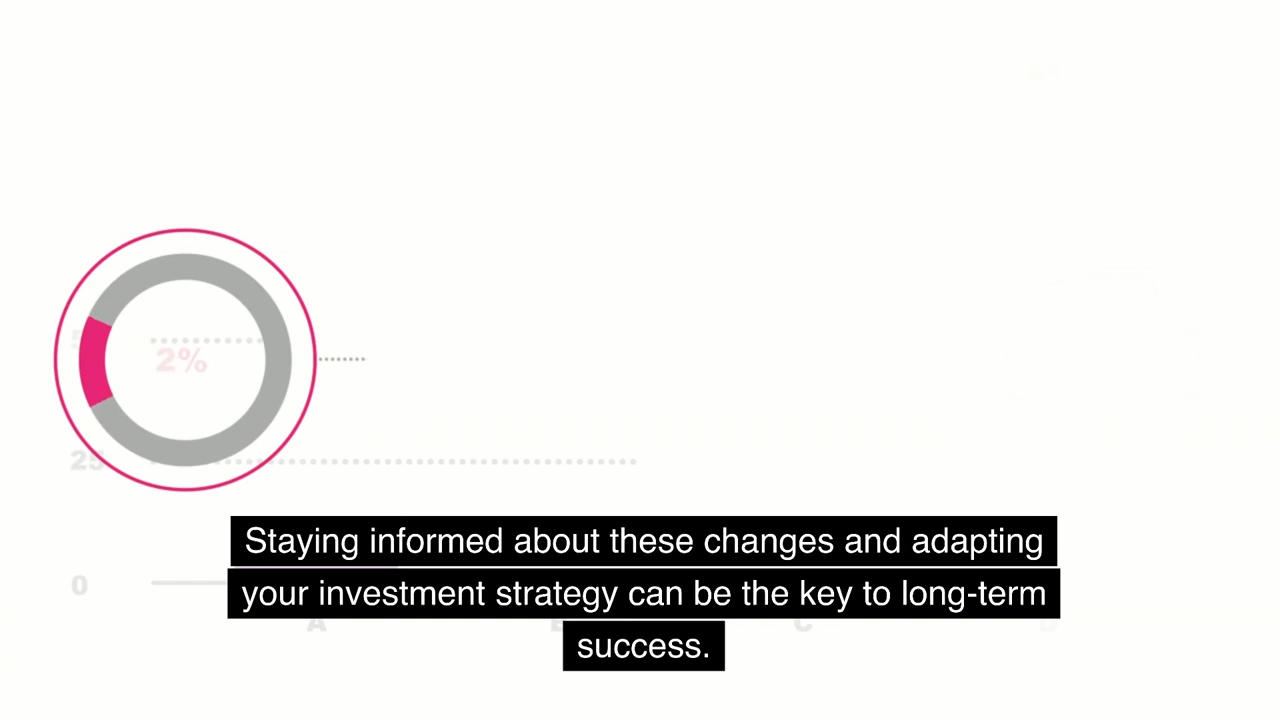 2%
25
0
A
C
Staying informed about these changes and adapting
your investment strategy can be the key to long-term
success.